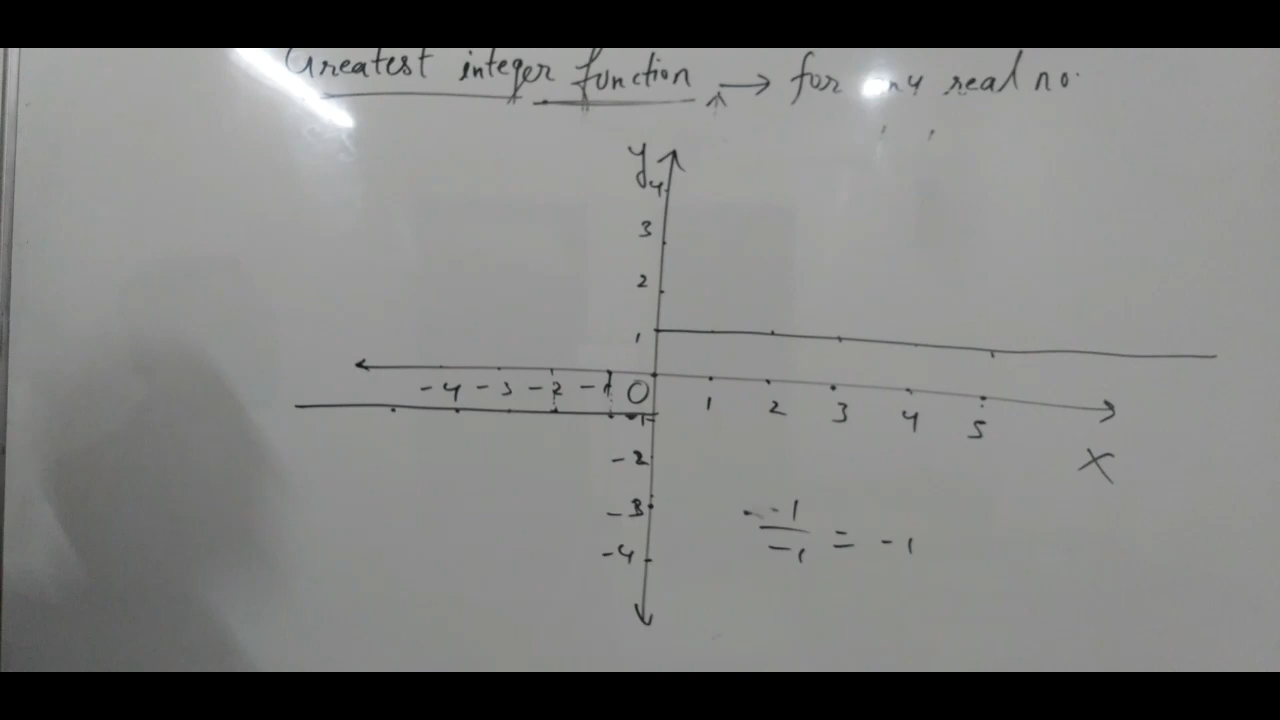 Greatest integer function → for any real no.
y
4
3
2
1
-4 -3 -2 -1 O 1 2 3 4 5
-1
-2
-3
-4
X
--1/-1 = -1